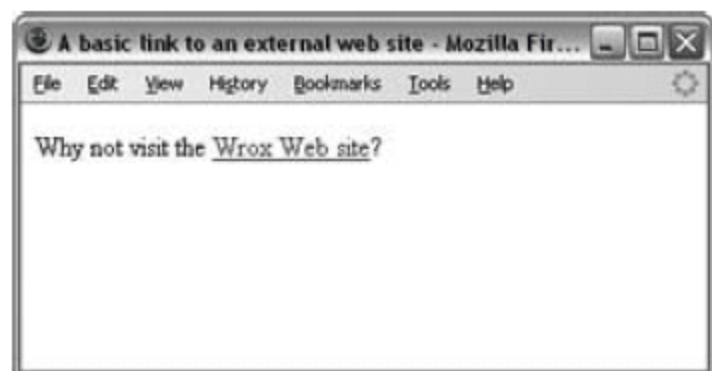 A basic link to an external web site - Mozilla Fir...
File Edit View History Bookmarks Tools Help
Why not visit the Wrox Web site?